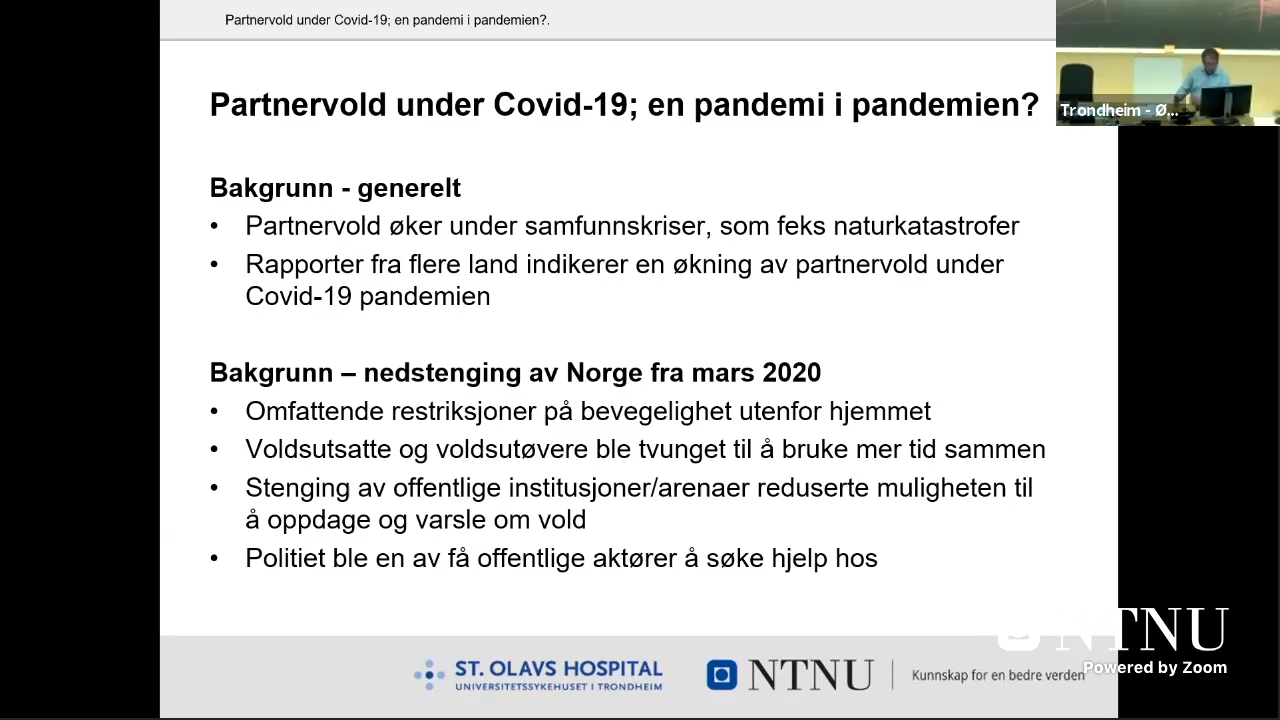 Partnervold under Covid-19; en pandemi i pandemien?.
Partnervold under Covid-19; en pandemi i pandemien?
Trondheim - Ø...
Bakgrunn - generelt
• Partnervold øker under samfunnskriser, som feks naturkatastrofer
• Rapporter fra flere land indikerer en økning av partnervold under
Covid-19 pandemien
Bakgrunn – nedstenging av Norge fra mars 2020
• Omfattende restriksjoner på bevegelighet utenfor hjemmet
• Voldsutsatte og voldsutøvere ble tvunget til å bruke mer tid sammen
• Stenging av offentlige institusjoner/arenaer reduserte muligheten til
å oppdage og varsle om vold
• Politiet ble en av få offentlige aktører å søke hjelp hos
NTNU
Powered by Zoom
ST. OLAVS HOSPITAL
UNIVERSITETSSYKEHUSET I TRONDHEIM
NTNU
Kunnskap for en bedre verden